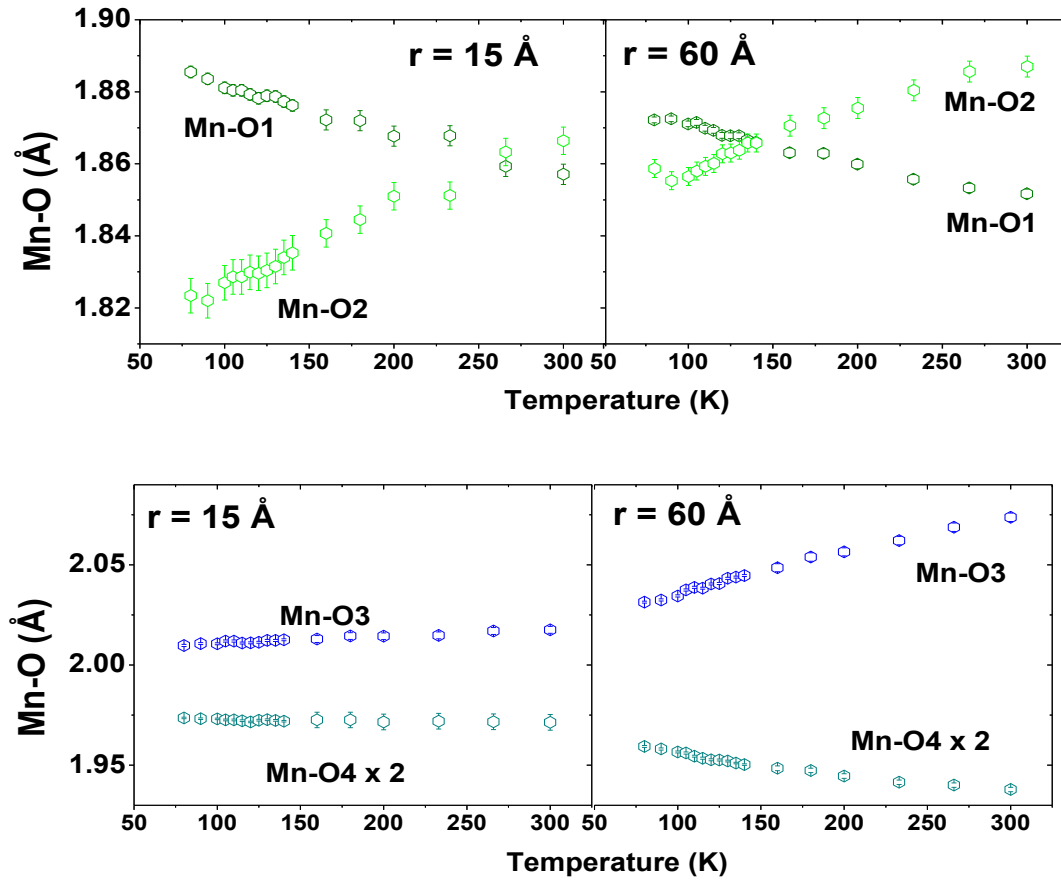 1.90
1.88
1.86
1.84
1.82
Mn-O (Å)
r = 15 Å
r = 60 Å
Mn-O1
Mn-O2
Mn-O2
Mn-O1
50 100 150 200 250 300 50 100 150 200 250 300
Temperature (K)
2.05
2.00
1.95
Mn-O (Å)
r = 15 Å
r = 60 Å
Mn-O3
Mn-O4 x 2
Mn-O3
Mn-O4 x 2
50 100 150 200 250 300 50 100 150 200 250 300
Temperature (K)